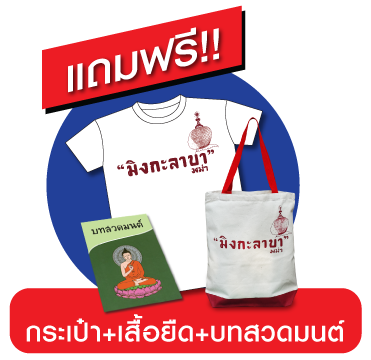 แถมฟรี!!
“มิงกะลาบา”
พม่า
“มิงกะลาบา”
พม่า
บทสวดมนต์
กระเป๋า+เสื้อยืด+บทสวดมนต์